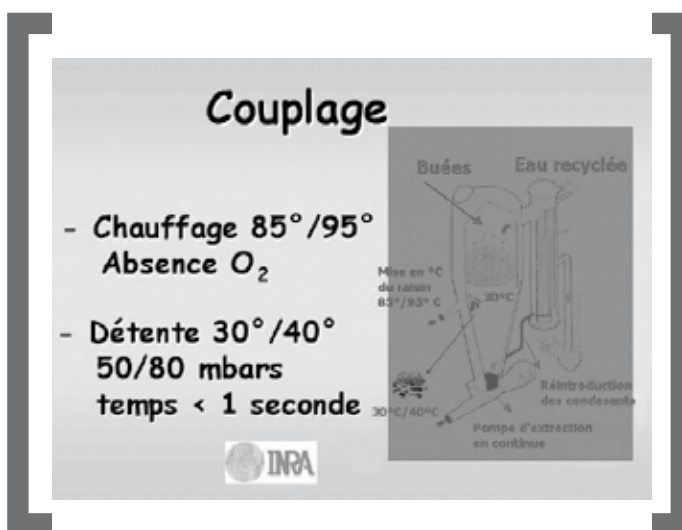 Couplage
- Chauffage 85°/95°
Absence O₂
- Détente 30°/40°
50/80 mbars
temps < 1 seconde
INRA
Buées
Eau recyclée
Mise en °C
du raisin
85°/95° C
30°C
30°C/40°C
Réintroduction
des condesants
Pompe d'extraction
en continue